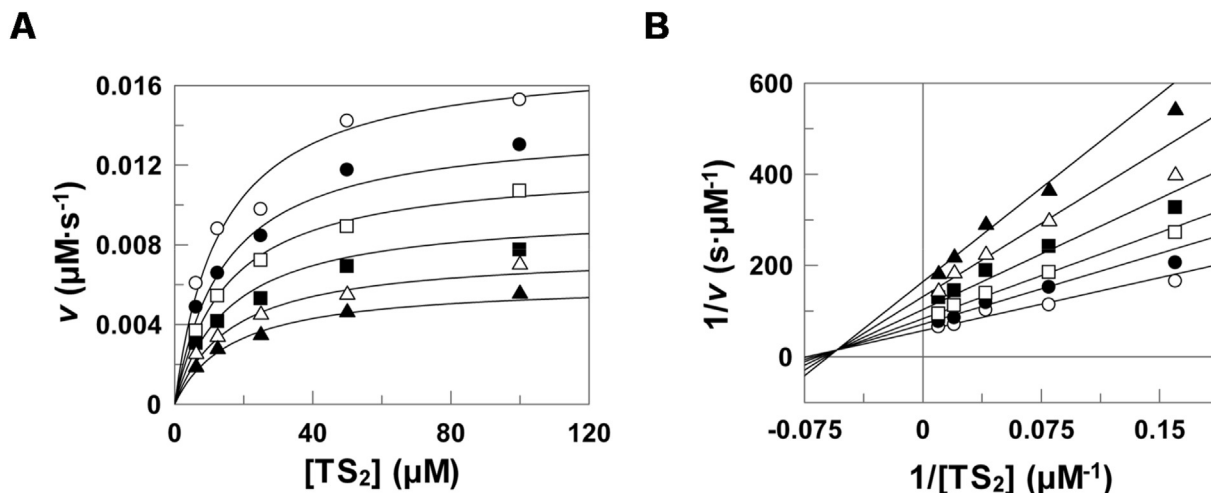 A
0.016
0.012
0.008
0.004
0
0 40 80 120
v (µM·s⁻¹)
[TS₂] (µM)
B
600
400
200
0
-0.075 0 0.075 0.15
1/v (s·µM⁻¹)
1/[TS₂] (µM⁻¹)